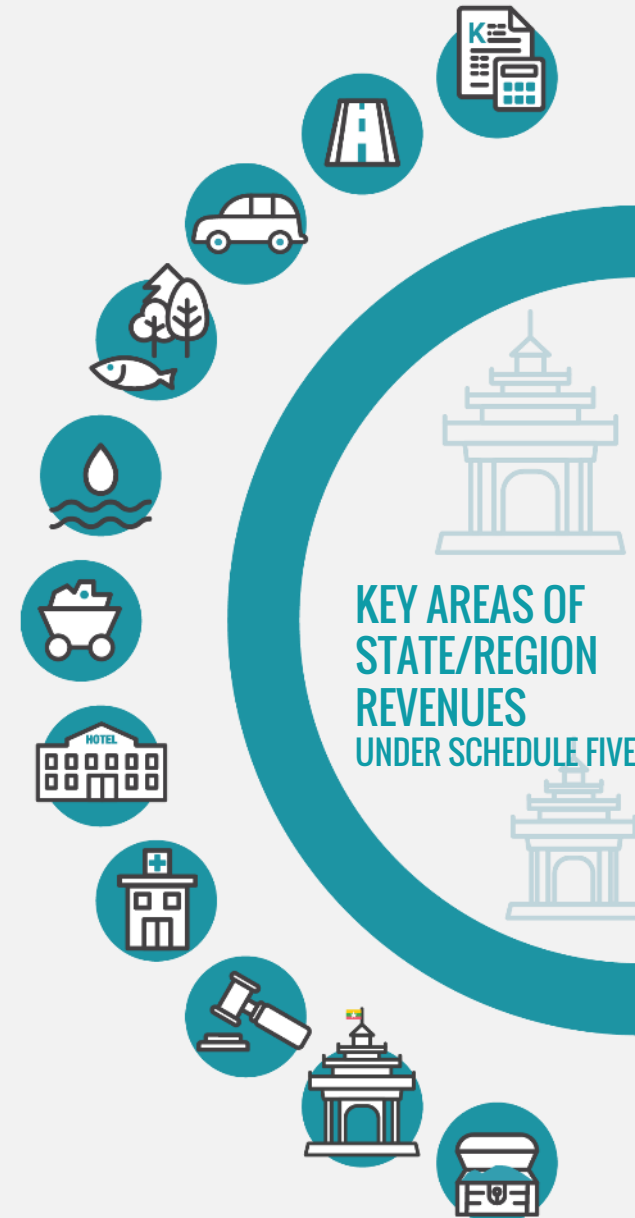 K
HOTEL
KEY AREAS OF
STATE/REGION
REVENUES
UNDER SCHEDULE FIVE